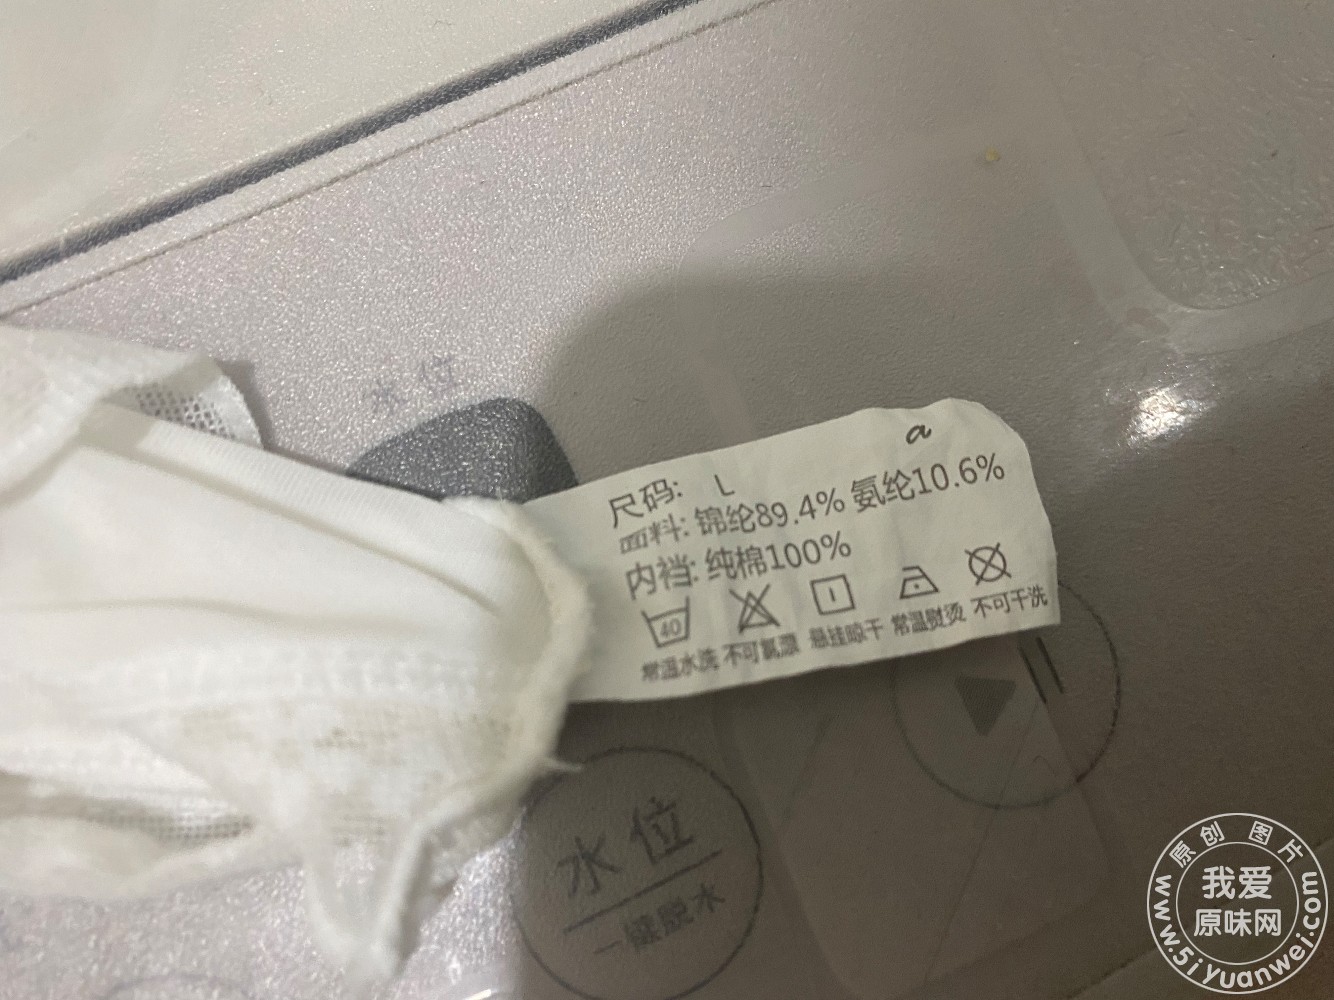 水位
a
尺码: L
面料: 锦纶89.4% 氨纶10.6%
内裆: 纯棉100%
40
常温水洗 不可氯漂 悬挂晾干 常温熨烫 不可干洗
水位
一键脱水
原创图片
我爱
原味网
www.5iyuanwei.com